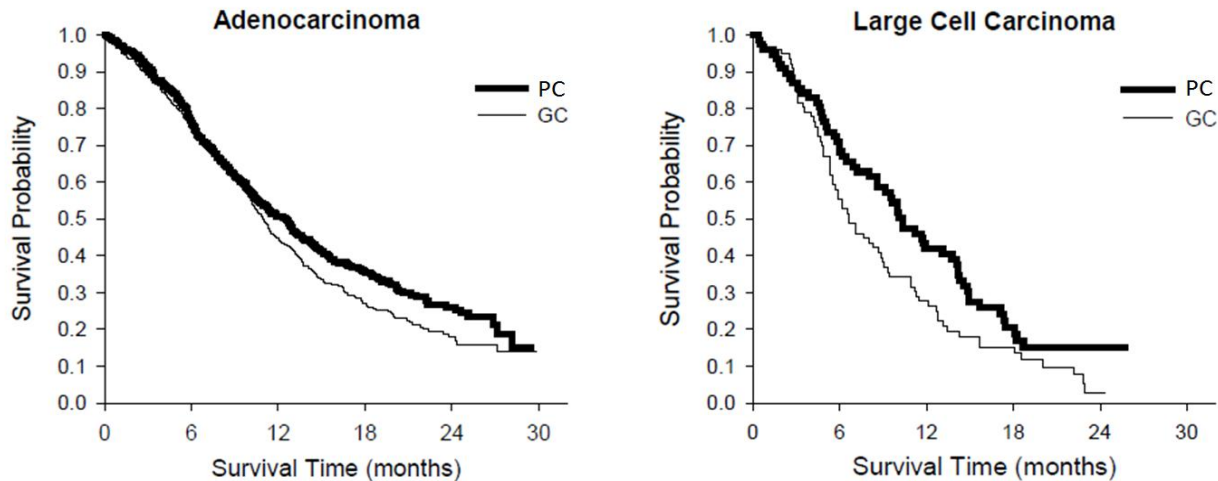 Adenocarcinoma
1.0
0.9
0.8
0.7
0.6
0.5
0.4
0.3
0.2
0.1
0.0
Survival Probability
PC
GC
0 6 12 18 24 30
Survival Time (months)
Large Cell Carcinoma
1.0
0.9
0.8
0.7
0.6
0.5
0.4
0.3
0.2
0.1
0.0
Survival Probability
PC
GC
0 6 12 18 24 30
Survival Time (months)